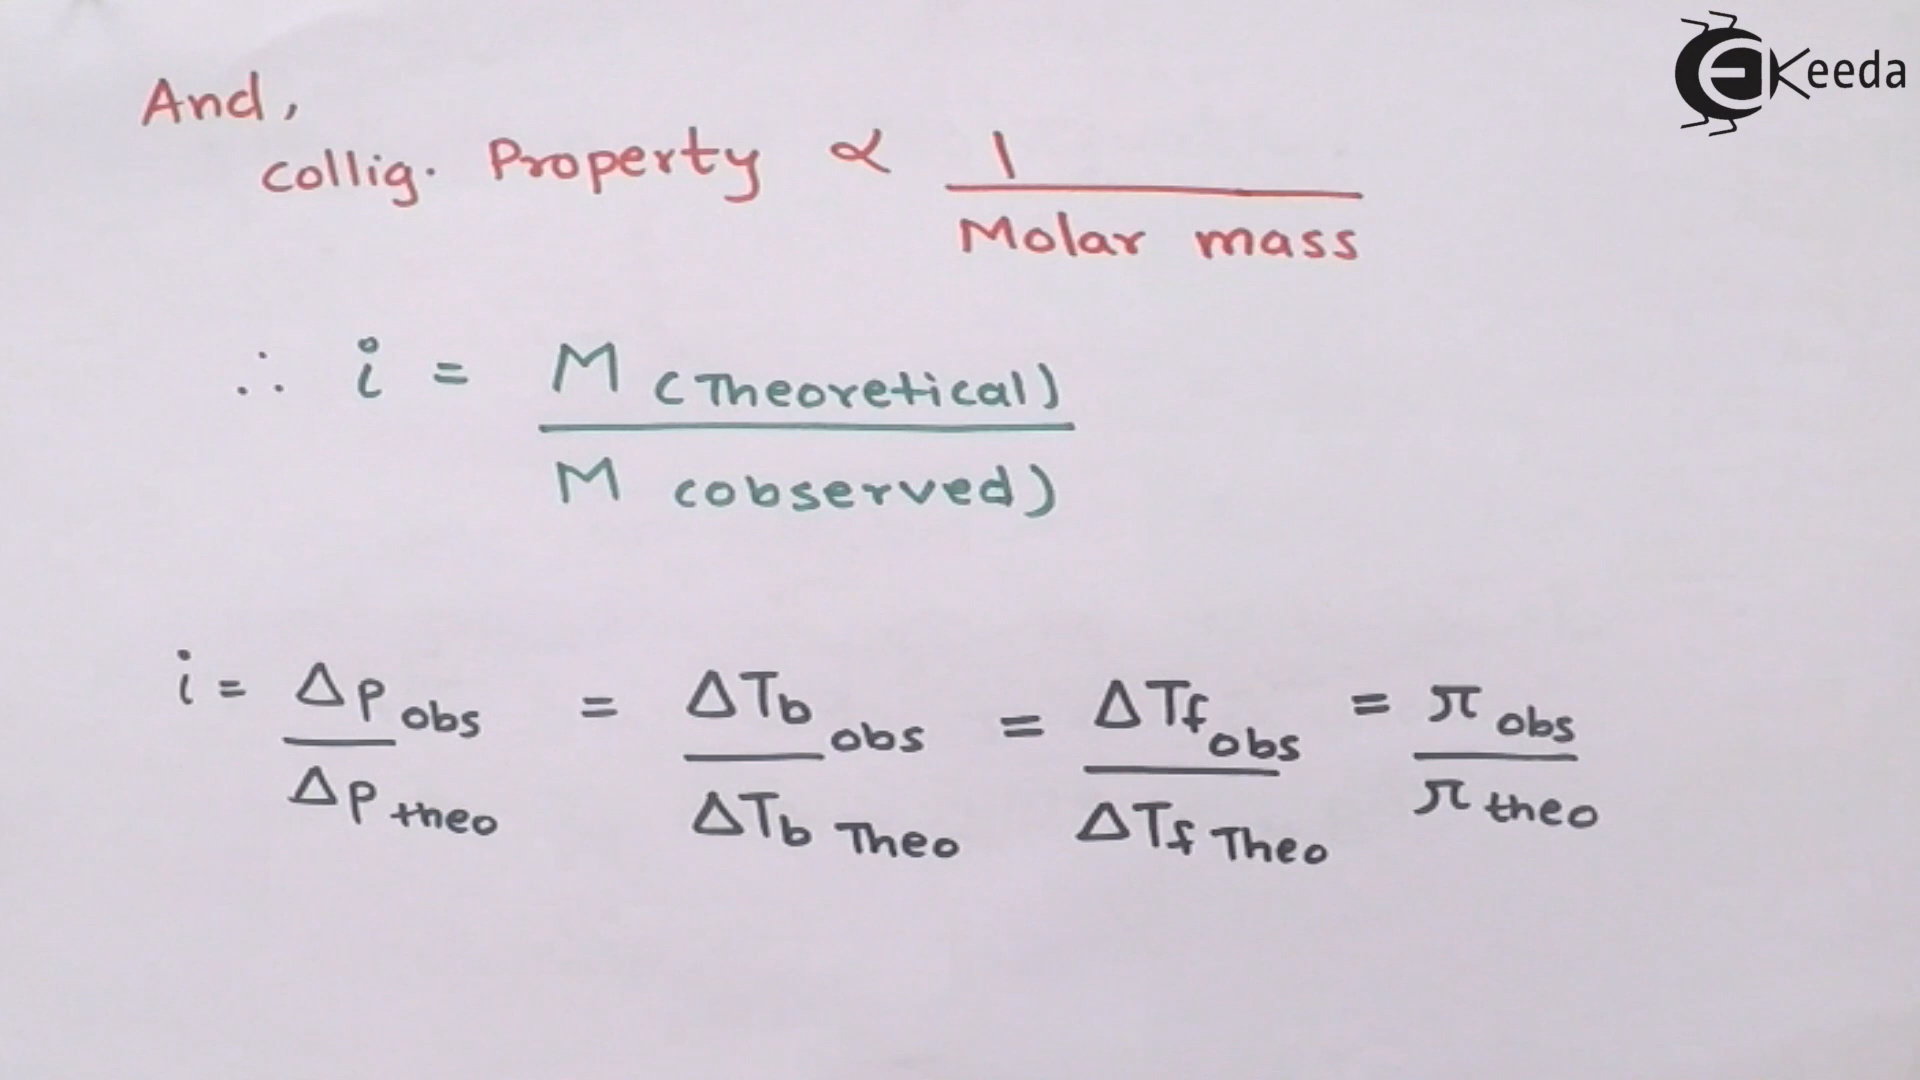 EKeeda
And,
collig. Property ∝ 1 / Molar mass
∴ i = M (Theoretical) / M (observed)
i = Δp obs / Δp theo = ΔTb obs / ΔTb Theo = ΔTf obs / ΔTf Theo = π obs / π theo